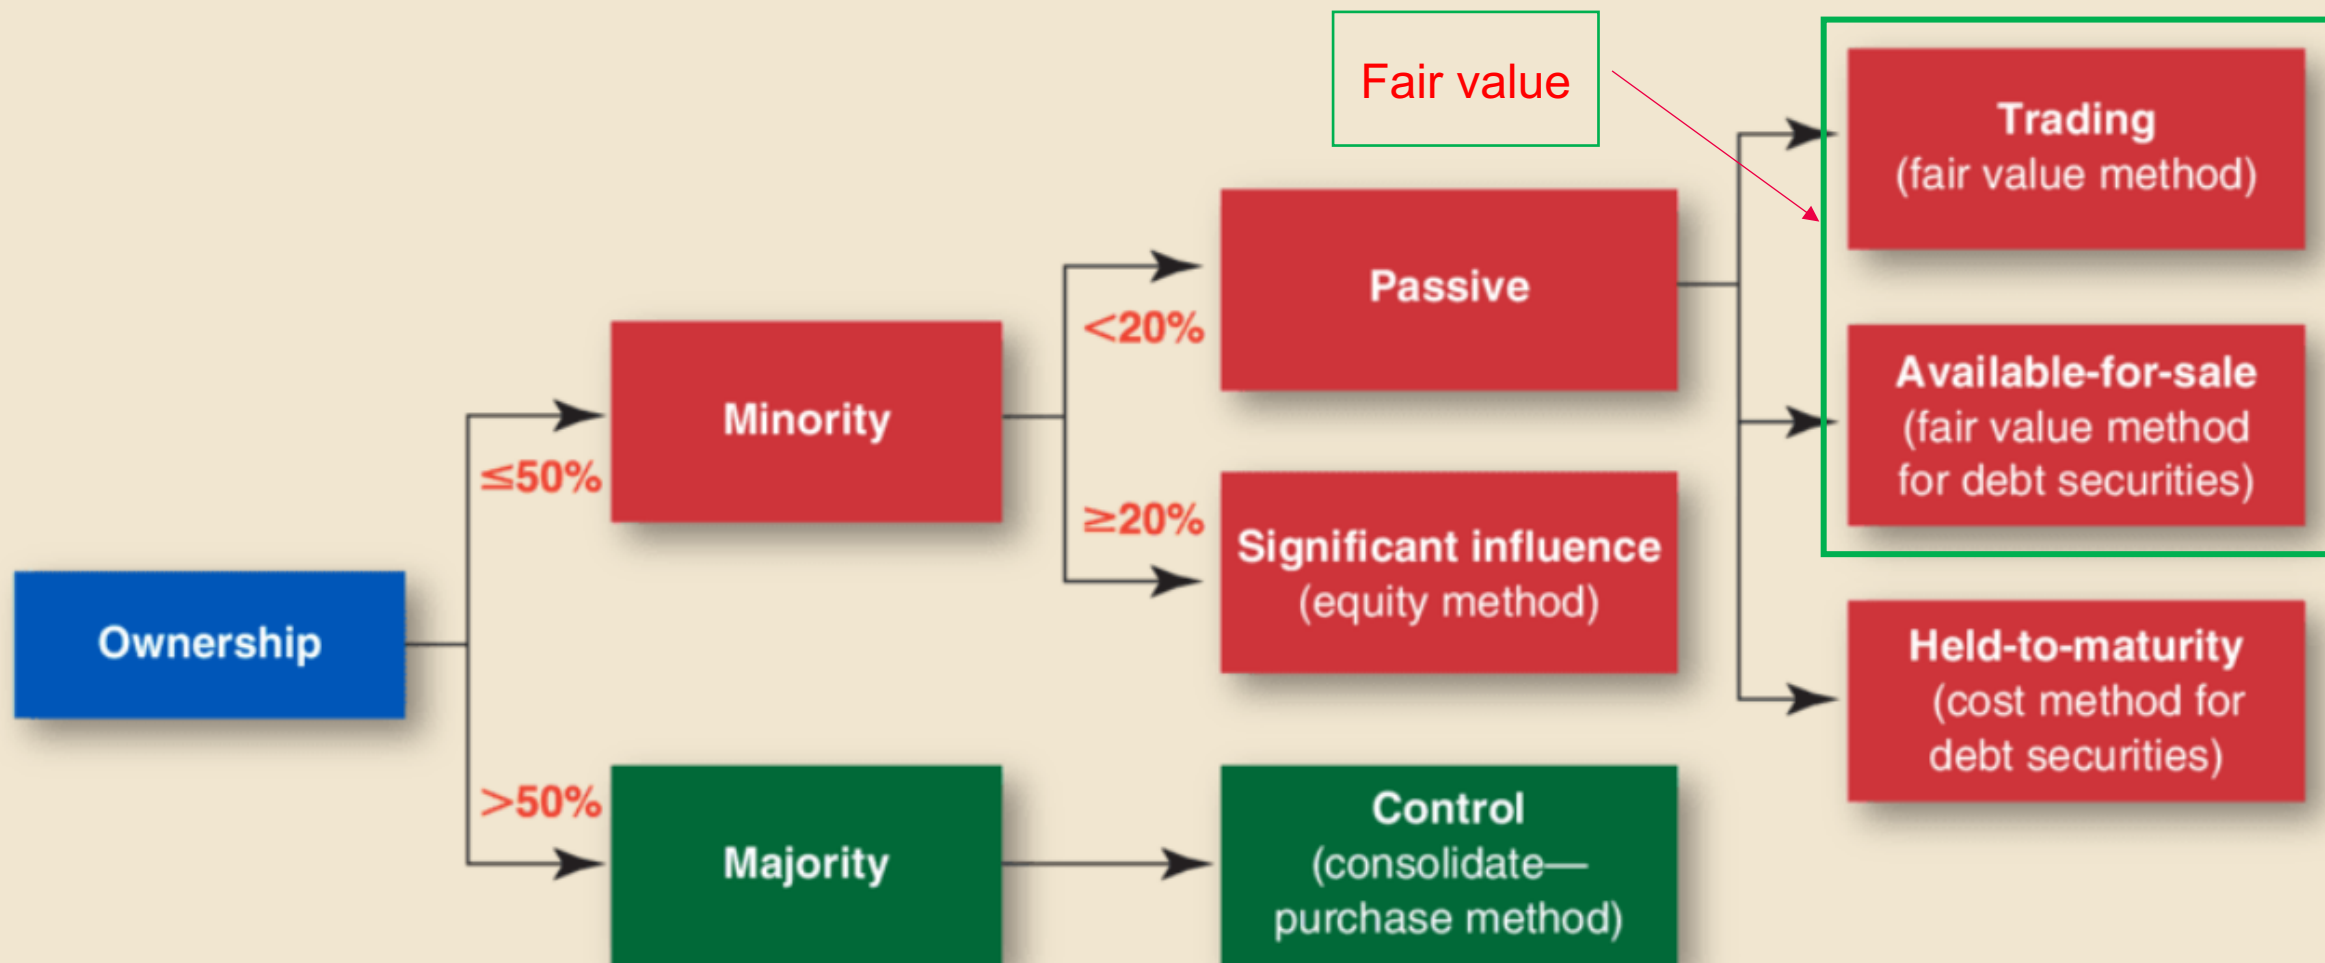 Fair value
Trading
(fair value method)
Passive
<20%
Minority
≤50%
Available-for-sale
(fair value method
for debt securities)
≥20%
Significant influence
(equity method)
Ownership
Held-to-maturity
(cost method for
debt securities)
>50%
Majority
Control
(consolidate—
purchase method)